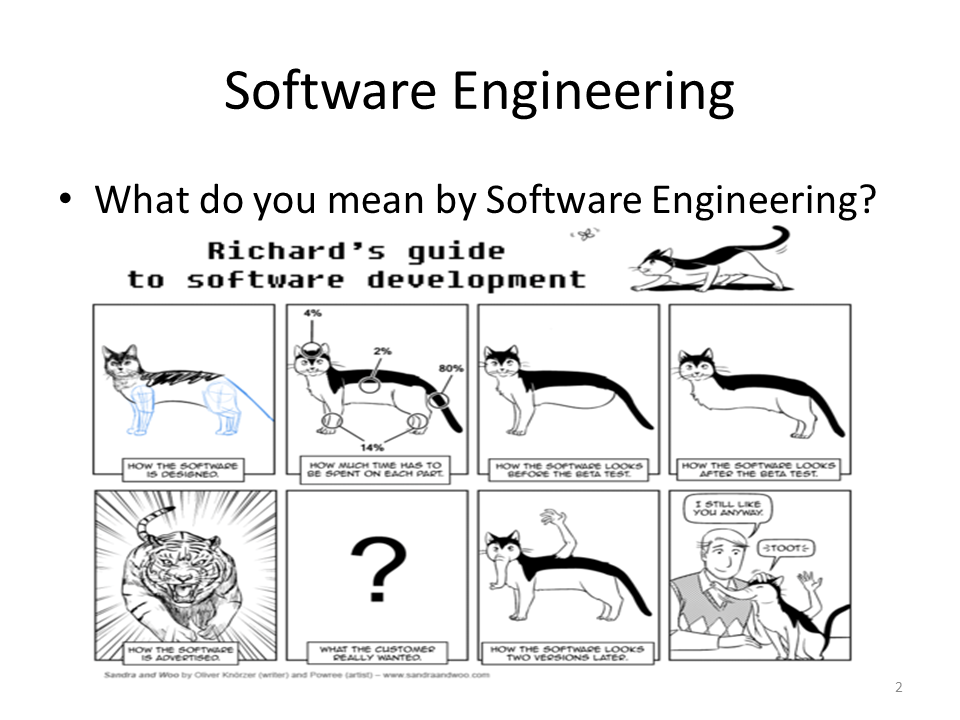 Software Engineering
• What do you mean by Software Engineering?
Richard's guide
to software development
HOW THE SOFTWARE
IS DESIGNED.
4%
2%
80%
14%
HOW MUCH TIME HAS TO
BE SPENT ON EACH PART.
HOW THE SOFTWARE LOOKS
BEFORE THE BETA TEST.
HOW THE SOFTWARE LOOKS
AFTER THE BETA TEST.
HOW THE SOFTWARE
IS ADVERTISED.
?
WHAT THE CUSTOMER
REALLY WANTED.
HOW THE SOFTWARE LOOKS
TWO VERSIONS LATER.
I STILL LIKE
YOU ANYWAY.
TOOT
Sandra and Woo by Oliver Knörzer (writer) and Powree (artist) – www.sandraandwoo.com
2